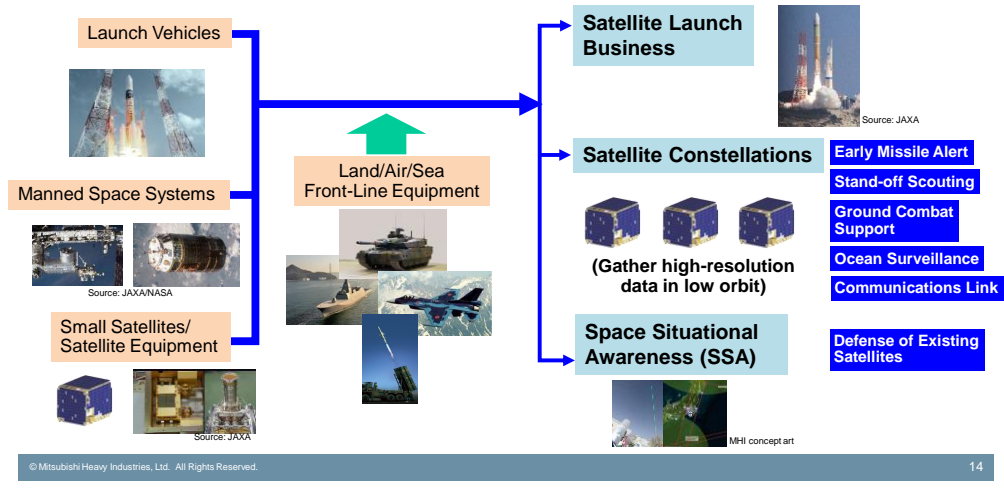 Launch Vehicles
Manned Space Systems
Source: JAXA/NASA
Small Satellites/
Satellite Equipment
Source: JAXA
Land/Air/Sea
Front-Line Equipment
Satellite Launch
Business
Source: JAXA
Satellite Constellations
(Gather high-resolution
data in low orbit)
Early Missile Alert
Stand-off Scouting
Ground Combat
Support
Ocean Surveillance
Communications Link
Space Situational
Awareness (SSA)
MHI concept art
Defense of Existing
Satellites
© Mitsubishi Heavy Industries, Ltd. All Rights Reserved.
14